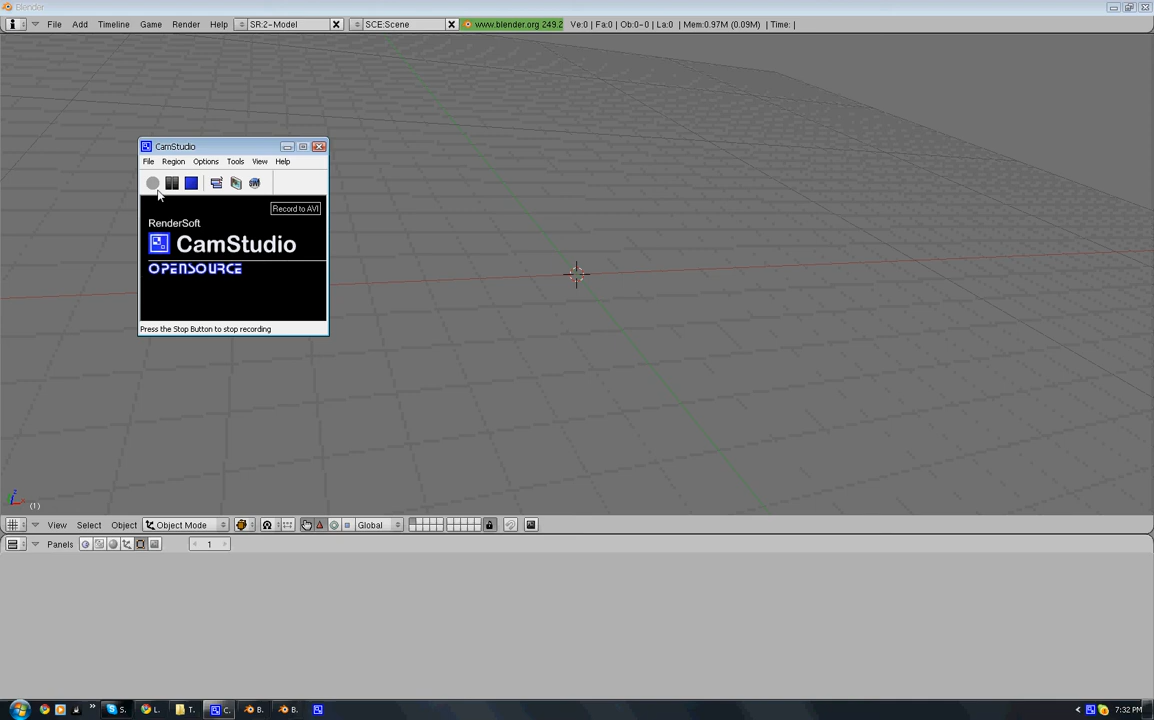 Blender
File Add Timeline Game Render Help SR:2-Model SCE:Scene www.blender.org 249.2 Ve:0 | Fa:0 | Ob:0-0 | La:0 | Mem:0.97M (0.09M) | Time: |
CamStudio
File Region Options Tools View Help
Record to AVI
RenderSoft
CamStudio
OPENSOURCE
Press the Stop Button to stop recording
(1)
View Select Object Object Mode Global
Panels 1
S. L. T. C. B. B. 7:32 PM